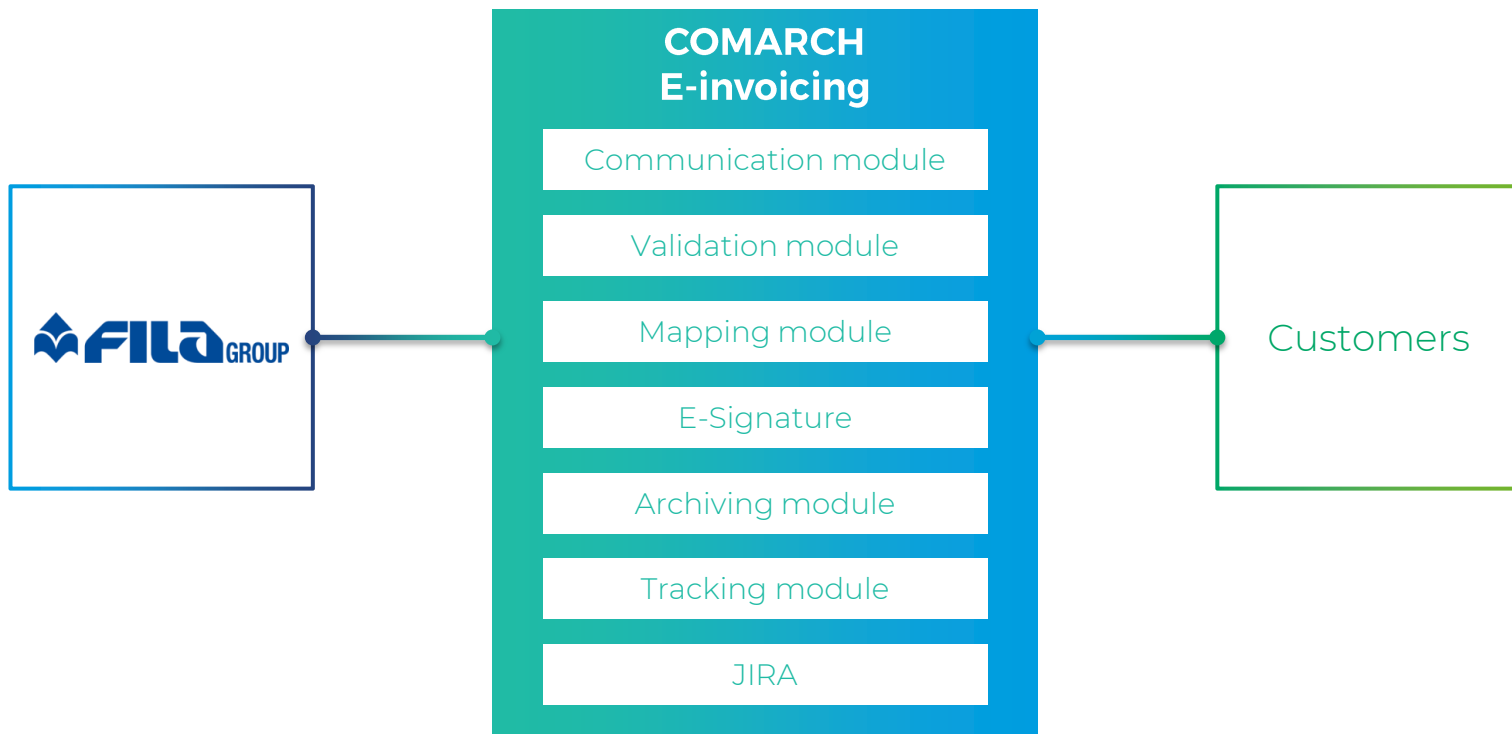 COMARCH
E-invoicing
Communication module
Validation module
Mapping module
E-Signature
Archiving module
Tracking module
JIRA
FILA GROUP
Customers